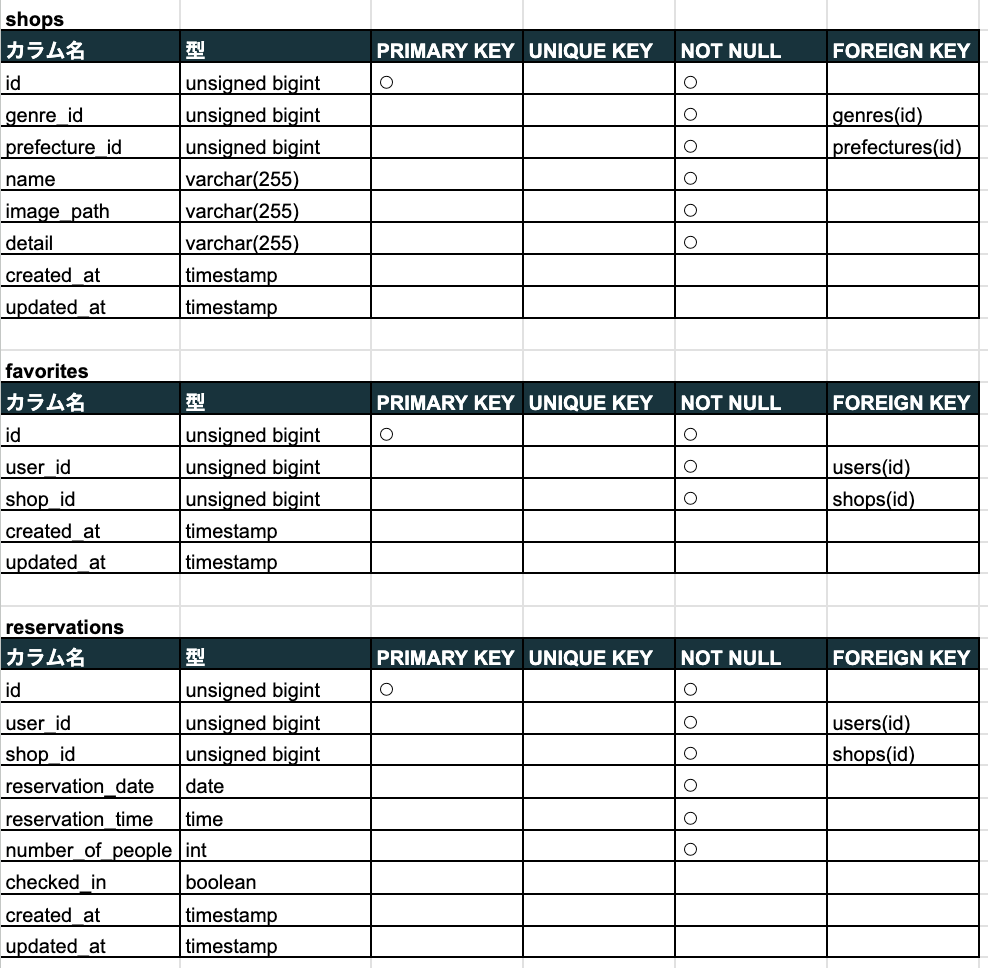 shops
カラム名 型 PRIMARY KEY UNIQUE KEY NOT NULL FOREIGN KEY
id unsigned bigint ○ ○
genre_id unsigned bigint ○ genres(id)
prefecture_id unsigned bigint ○ prefectures(id)
name varchar(255) ○
image_path varchar(255) ○
detail varchar(255) ○
created_at timestamp
updated_at timestamp
favorites
カラム名 型 PRIMARY KEY UNIQUE KEY NOT NULL FOREIGN KEY
id unsigned bigint ○ ○
user_id unsigned bigint ○ users(id)
shop_id unsigned bigint ○ shops(id)
created_at timestamp
updated_at timestamp
reservations
カラム名 型 PRIMARY KEY UNIQUE KEY NOT NULL FOREIGN KEY
id unsigned bigint ○ ○
user_id unsigned bigint ○ users(id)
shop_id unsigned bigint ○ shops(id)
reservation_date date ○
reservation_time time ○
number_of_people int ○
checked_in boolean
created_at timestamp
updated_at timestamp